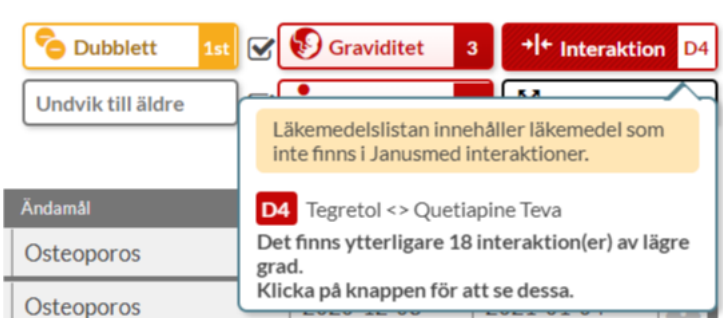 Dubblett 1st
Graviditet 3
Interaktion D4
Undvik till äldre
Läkemedelslistan innehåller läkemedel som
inte finns i Janusmed interaktioner.
D4 Tegretol <> Quetiapine Teva
Det finns ytterligare 18 interaktion(er) av lägre
grad.
Klicka på knappen för att se dessa.
Ändamål
Osteoporos
Osteoporos